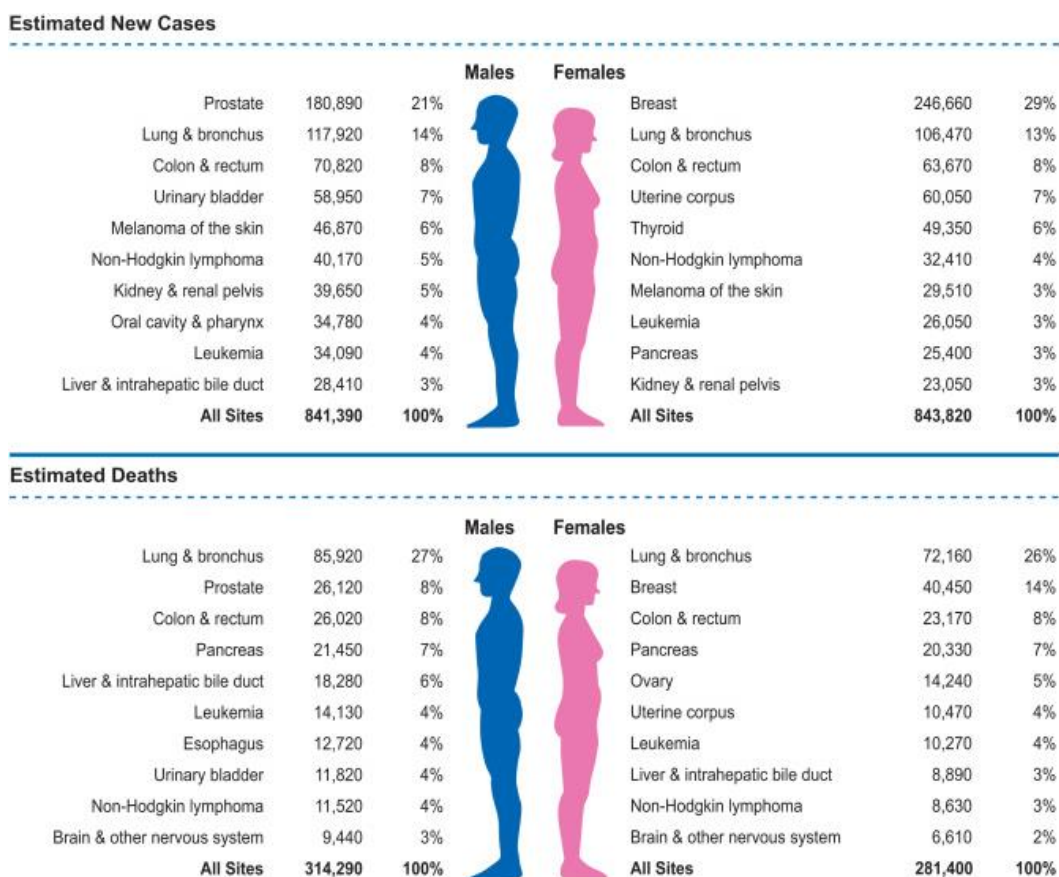 Estimated New Cases
Males Females
Prostate 180,890 21% Breast 246,660 29%
Lung & bronchus 117,920 14% Lung & bronchus 106,470 13%
Colon & rectum 70,820 8% Colon & rectum 63,670 8%
Urinary bladder 58,950 7% Uterine corpus 60,050 7%
Melanoma of the skin 46,870 6% Thyroid 49,350 6%
Non-Hodgkin lymphoma 40,170 5% Non-Hodgkin lymphoma 32,410 4%
Kidney & renal pelvis 39,650 5% Melanoma of the skin 29,510 3%
Oral cavity & pharynx 34,780 4% Leukemia 26,050 3%
Leukemia 34,090 4% Pancreas 25,400 3%
Liver & intrahepatic bile duct 28,410 3% Kidney & renal pelvis 23,050 3%
All Sites 841,390 100% All Sites 843,820 100%
Estimated Deaths
Males Females
Lung & bronchus 85,920 27% Lung & bronchus 72,160 26%
Prostate 26,120 8% Breast 40,450 14%
Colon & rectum 26,020 8% Colon & rectum 23,170 8%
Pancreas 21,450 7% Pancreas 20,330 7%
Liver & intrahepatic bile duct 18,280 6% Ovary 14,240 5%
Leukemia 14,130 4% Uterine corpus 10,470 4%
Esophagus 12,720 4% Leukemia 10,270 4%
Urinary bladder 11,820 4% Liver & intrahepatic bile duct 8,890 3%
Non-Hodgkin lymphoma 11,520 4% Non-Hodgkin lymphoma 8,630 3%
Brain & other nervous system 9,440 3% Brain & other nervous system 6,610 2%
All Sites 314,290 100% All Sites 281,400 100%